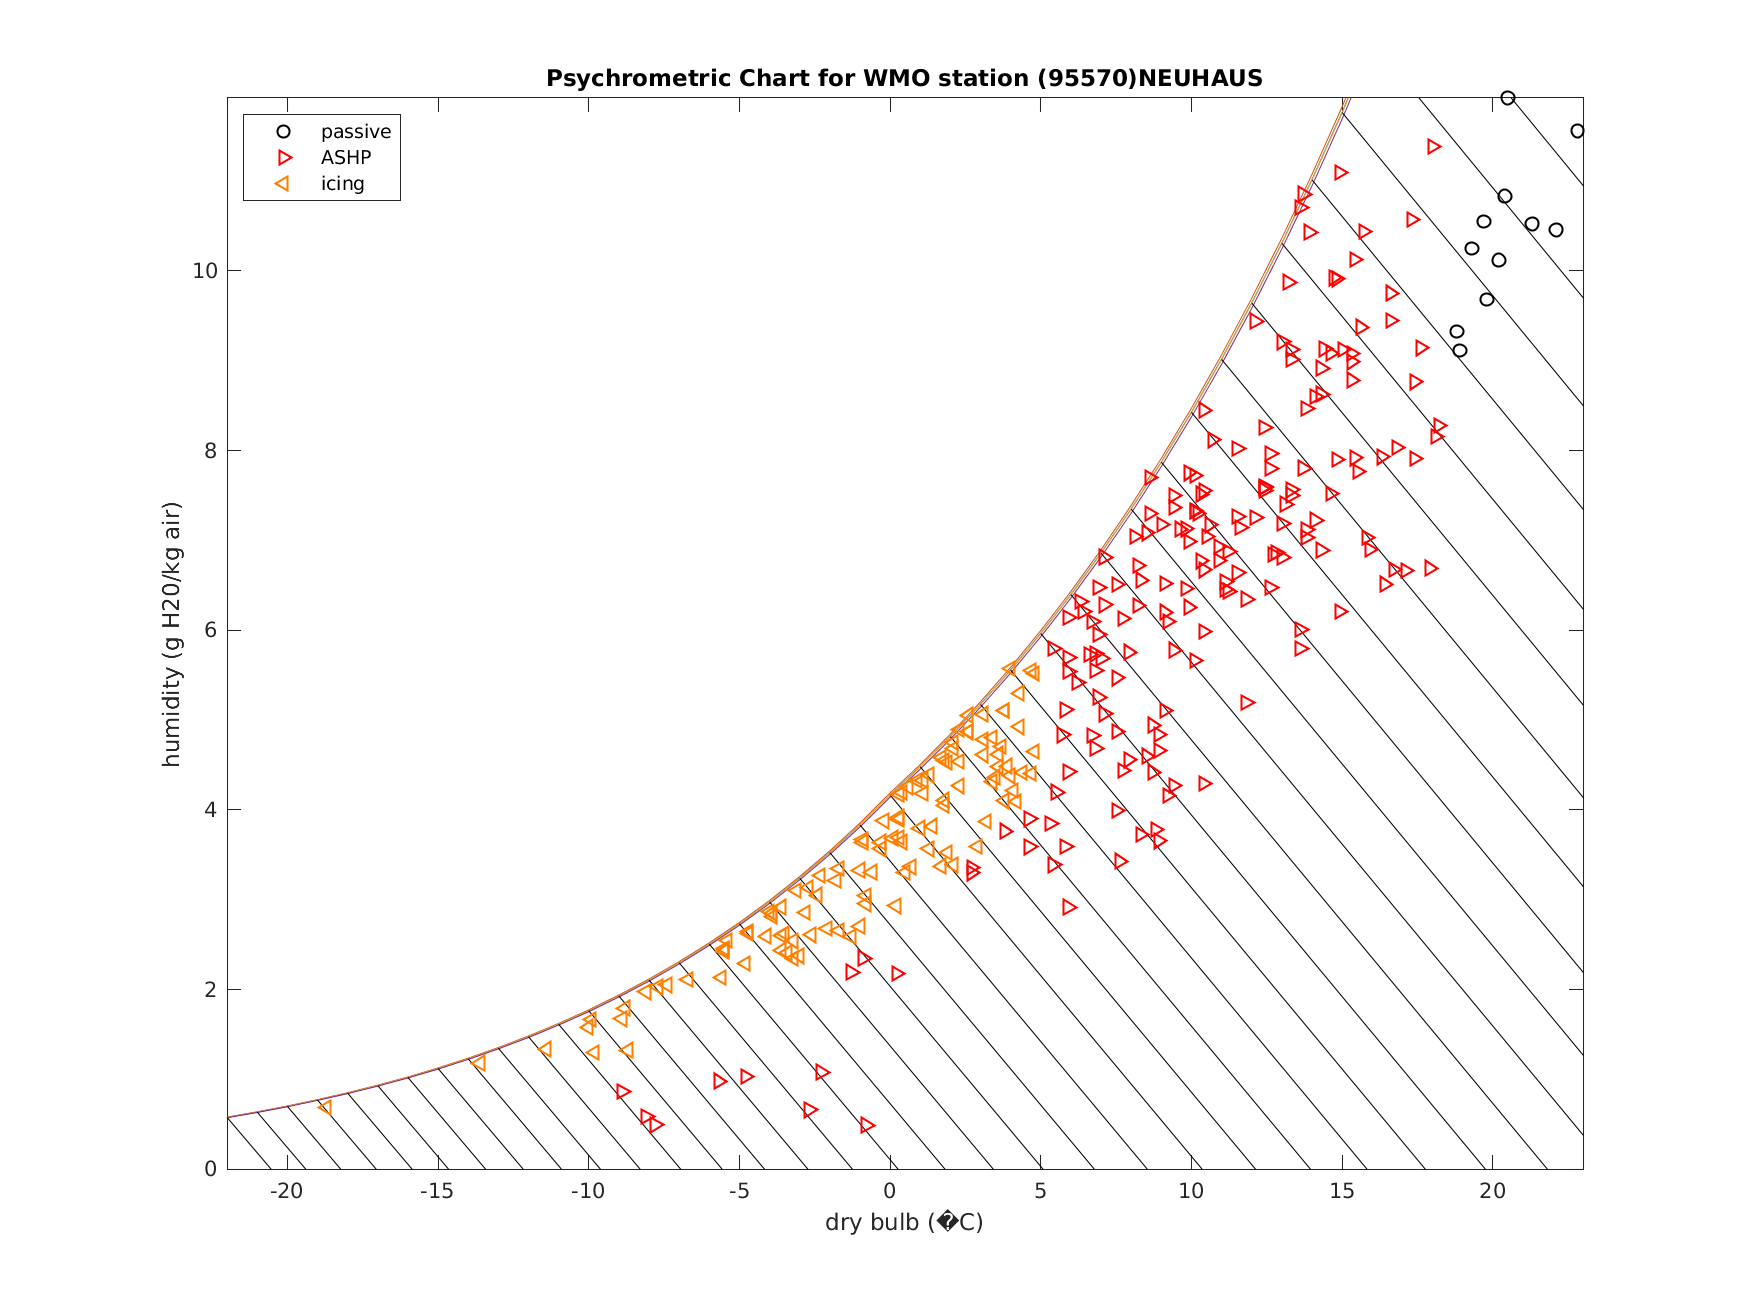 Psychrometric Chart for WMO station (95570)NEUHAUS
passive
ASHP
icing
10
8
6
4
2
0
humidity (g H20/kg air)
-20 -15 -10 -5 0 5 10 15 20
dry bulb (�C)